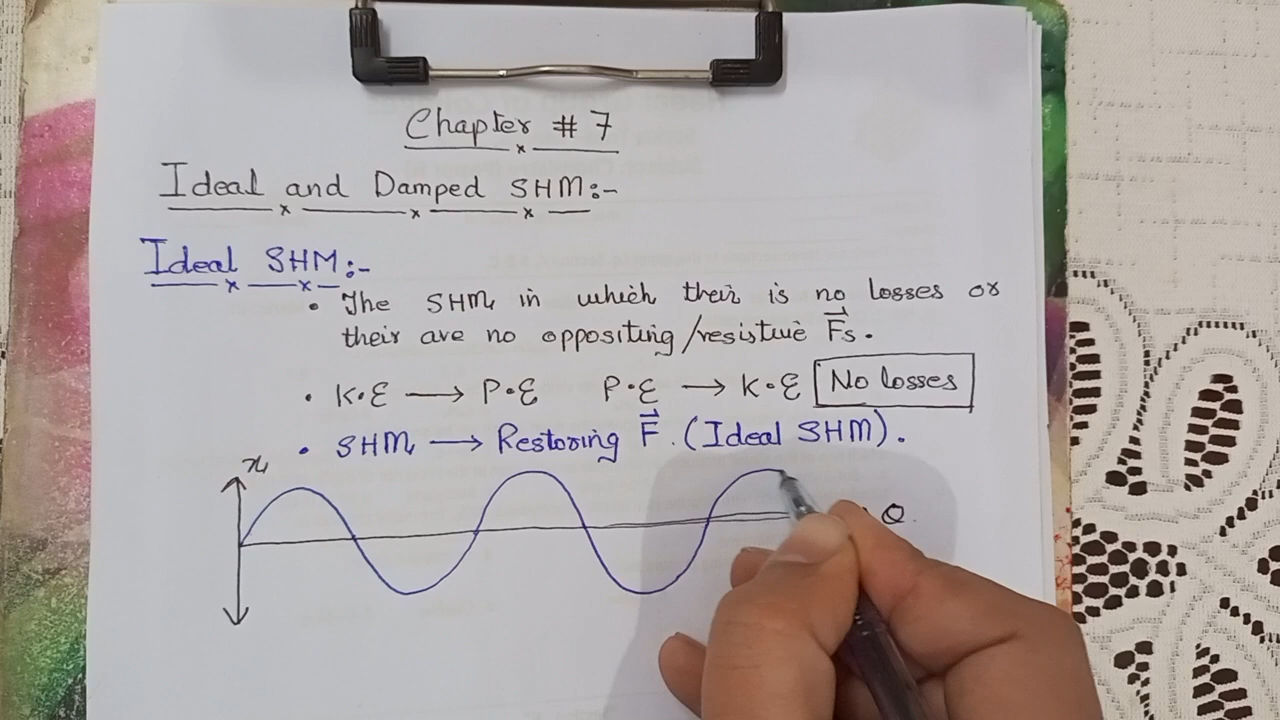 Chapter # 7
Ideal and Damped SHM:-
Ideal SHM:-
• The SHM in which their is no losses or
their are no oppositing/resistive F⃗s.
• K.E → P.E P.E → K.E No losses
• SHM → Restoring F⃗. (Ideal SHM).
x
θ